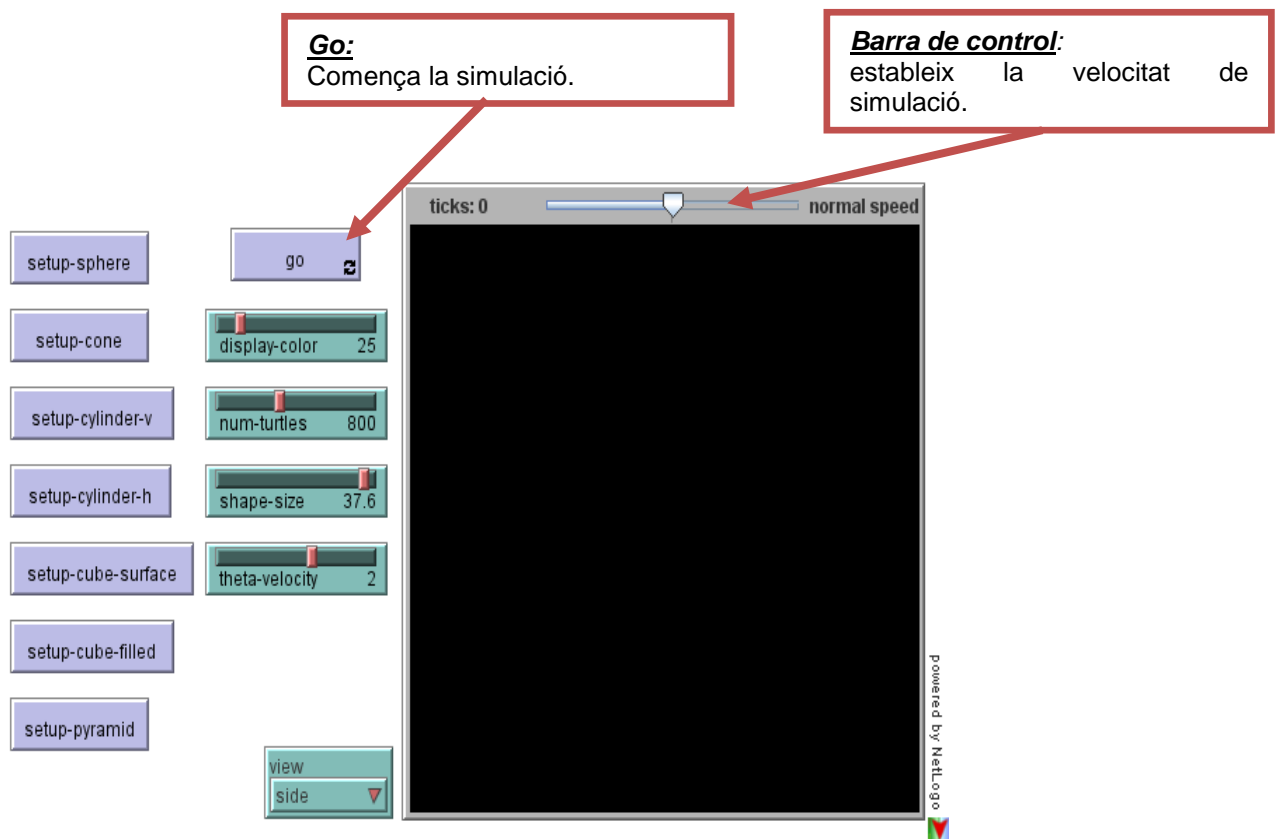 Go:
Comença la simulació.
Barra de control:
estableix la velocitat de
simulació.
ticks: 0
normal speed
setup-sphere
go
setup-cone
display-color 25
setup-cylinder-v
num-turtles 800
setup-cylinder-h
shape-size 37.6
setup-cube-surface
theta-velocity 2
setup-cube-filled
setup-pyramid
view
side
powered by NetLogo